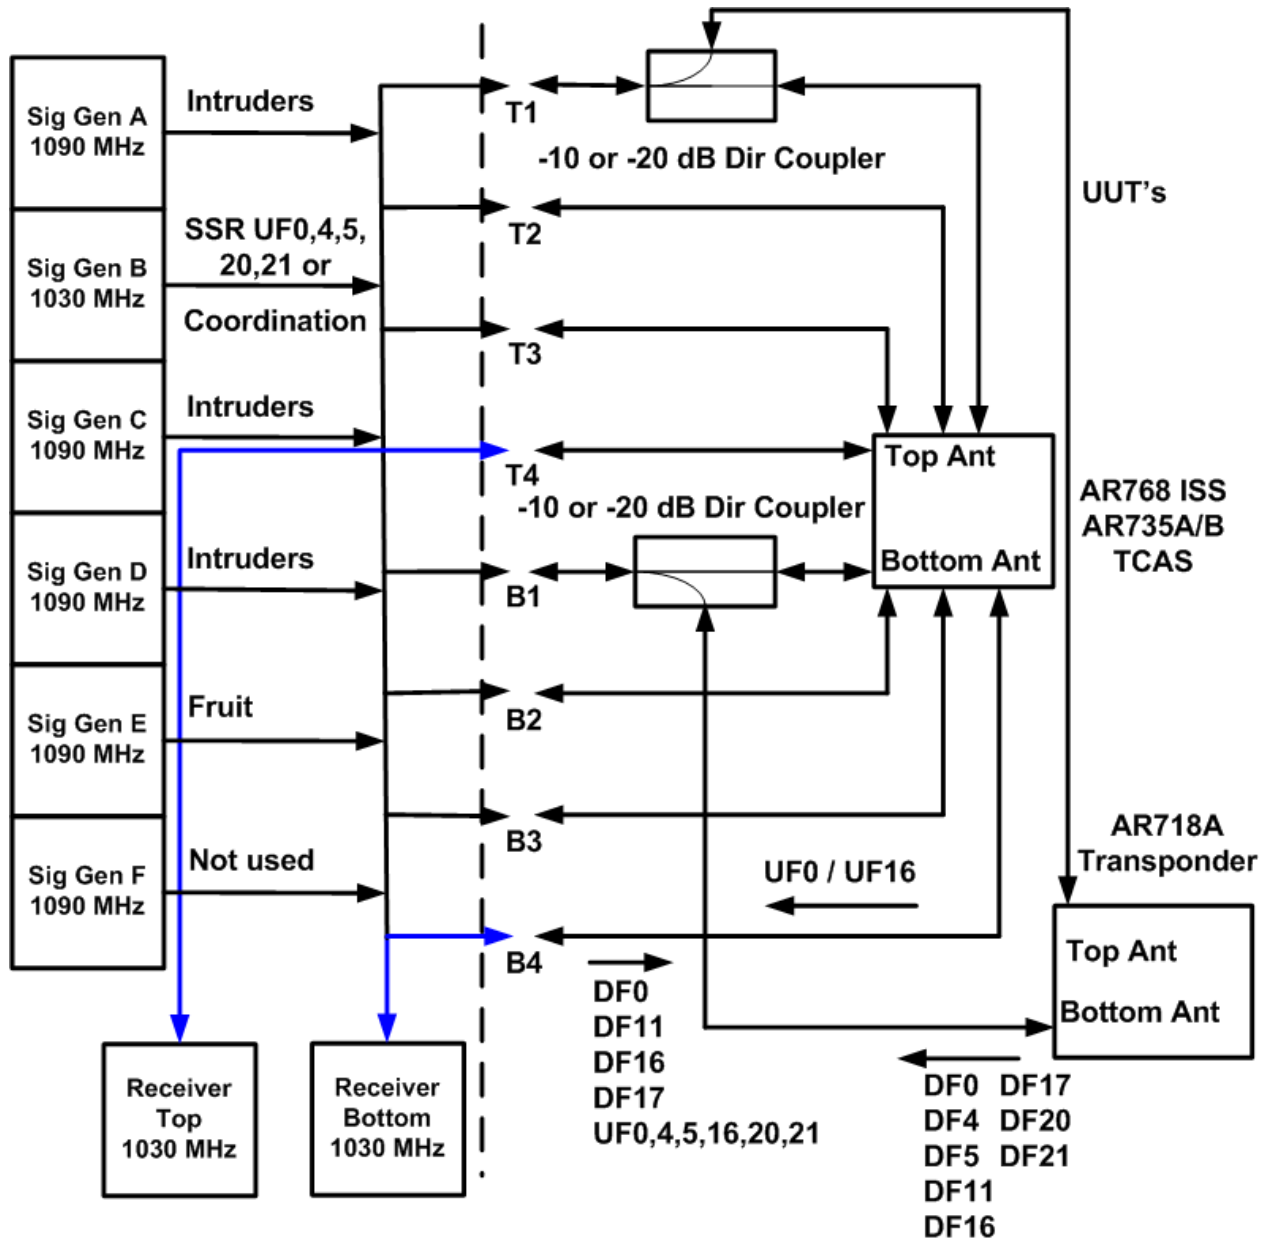 Sig Gen A
1090 MHz
Intruders
Sig Gen B
1030 MHz
SSR UF0,4,5,
20,21 or
Coordination
Sig Gen C
1090 MHz
Intruders
Sig Gen D
1090 MHz
Intruders
Sig Gen E
1090 MHz
Fruit
Sig Gen F
1090 MHz
Not used
Receiver
Top
1030 MHz
Receiver
Bottom
1030 MHz
T1
-10 or -20 dB Dir Coupler
T2
T3
T4
-10 or -20 dB Dir Coupler
B1
B2
B3
B4
UUT's
Top Ant
Bottom Ant
AR768 ISS
AR735A/B
TCAS
UF0 / UF16
DF0
DF11
DF16
DF17
UF0,4,5,16,20,21
AR718A
Transponder
Top Ant
Bottom Ant
DF0 DF17
DF4 DF20
DF5 DF21
DF11
DF16